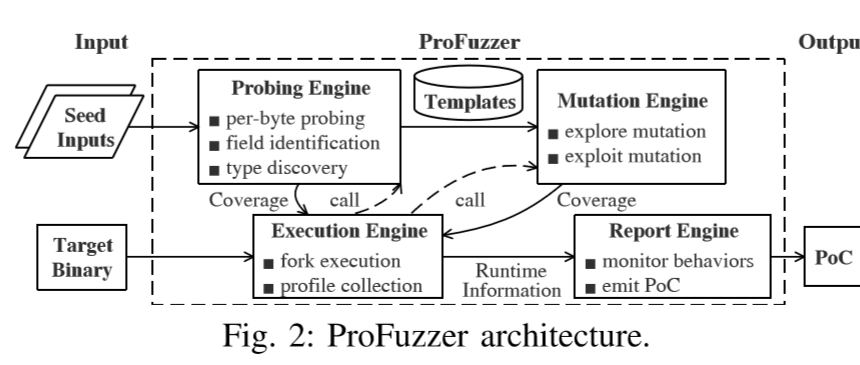 Input
ProFuzzer
Outpu
Seed
Inputs
Probing Engine
■ per-byte probing
■ field identification
■ type discovery
Templates
Mutation Engine
■ explore mutation
■ exploit mutation
Coverage
call
call
Coverage
Target
Binary
Execution Engine
■ fork execution
■ profile collection
Runtime
Information
Report Engine
■ monitor behaviors
■ emit PoC
PoC
Fig. 2: ProFuzzer architecture.